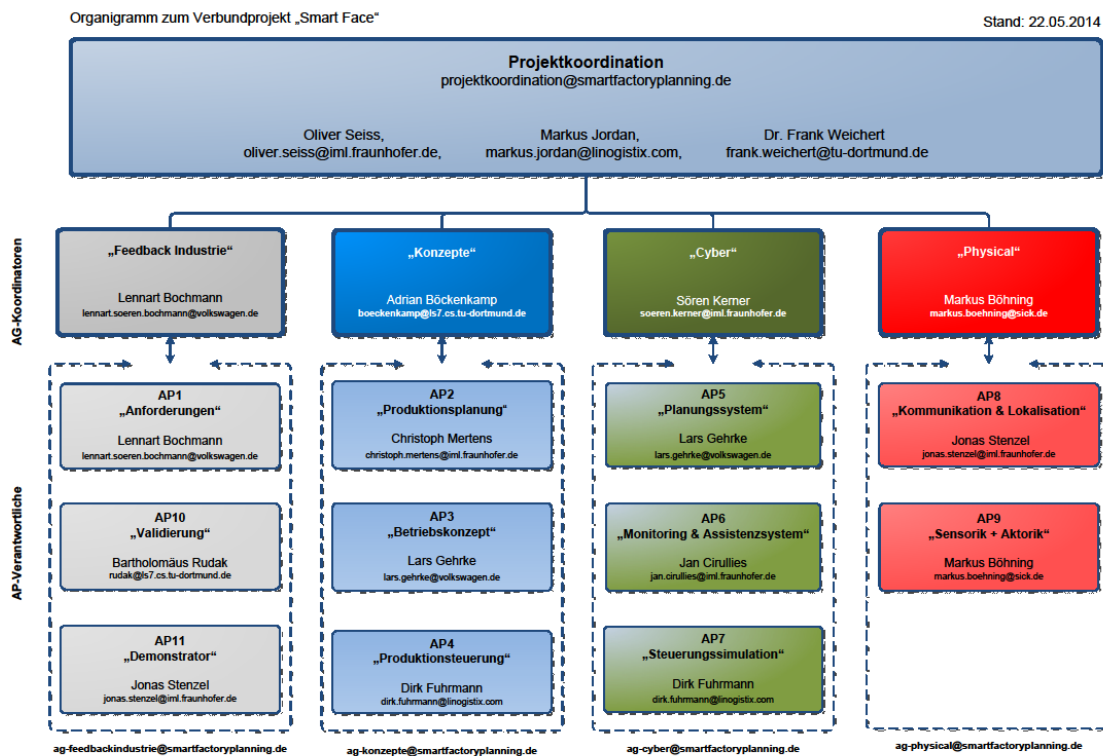 Organigramm zum Verbundprojekt „Smart Face“
Stand: 22.05.2014
Projektkoordination
projektkoordination@smartfactoryplanning.de
Oliver Seiss,
oliver.seiss@iml.fraunhofer.de,
Markus Jordan,
markus.jordan@linogistix.com,
Dr. Frank Weichert
frank.weichert@tu-dortmund.de
AG-Koordinatoren
„Feedback Industrie“
Lennart Bochmann
lennart.soeren.bochmann@volkswagen.de
„Konzepte“
Adrian Böckenkamp
boeckenkamp@ls7.cs.tu-dortmund.de
„Cyber“
Sören Kerner
soeren.kerner@iml.fraunhofer.de
„Physical“
Markus Böhning
markus.boehning@sick.de
AP-Verantwortliche
AP1
„Anforderungen“
Lennart Bochmann
lennart.soeren.bochmann@volkswagen.de
AP10
„Validierung“
Bartholomäus Rudak
rudak@ls7.cs.tu-dortmund.de
AP11
„Demonstrator“
Jonas Stenzel
jonas.stenzel@iml.fraunhofer.de
ag-feedbackindustrie@smartfactoryplanning.de
AP2
„Produktionsplanung“
Christoph Mertens
christoph.mertens@iml.fraunhofer.de
AP3
„Betriebskonzept“
Lars Gehrke
lars.gehrke@volkswagen.de
AP4
„Produktionsteuerung“
Dirk Fuhrmann
dirk.fuhrmann@linogistix.com
ag-konzepte@smartfactoryplanning.de
AP5
„Planungssystem“
Lars Gehrke
lars.gehrke@volkswagen.de
AP6
„Monitoring & Assistenzsystem“
Jan Cirullies
jan.cirullies@iml.fraunhofer.de
AP7
„Steuerungssimulation“
Dirk Fuhrmann
dirk.fuhrmann@linogistix.com
ag-cyber@smartfactoryplanning.de
AP8
„Kommunikation & Lokalisation“
Jonas Stenzel
jonas.stenzel@iml.fraunhofer.de
AP9
„Sensorik + Aktorik“
Markus Böhning
markus.boehning@sick.de
ag-physical@smartfactoryplanning.de